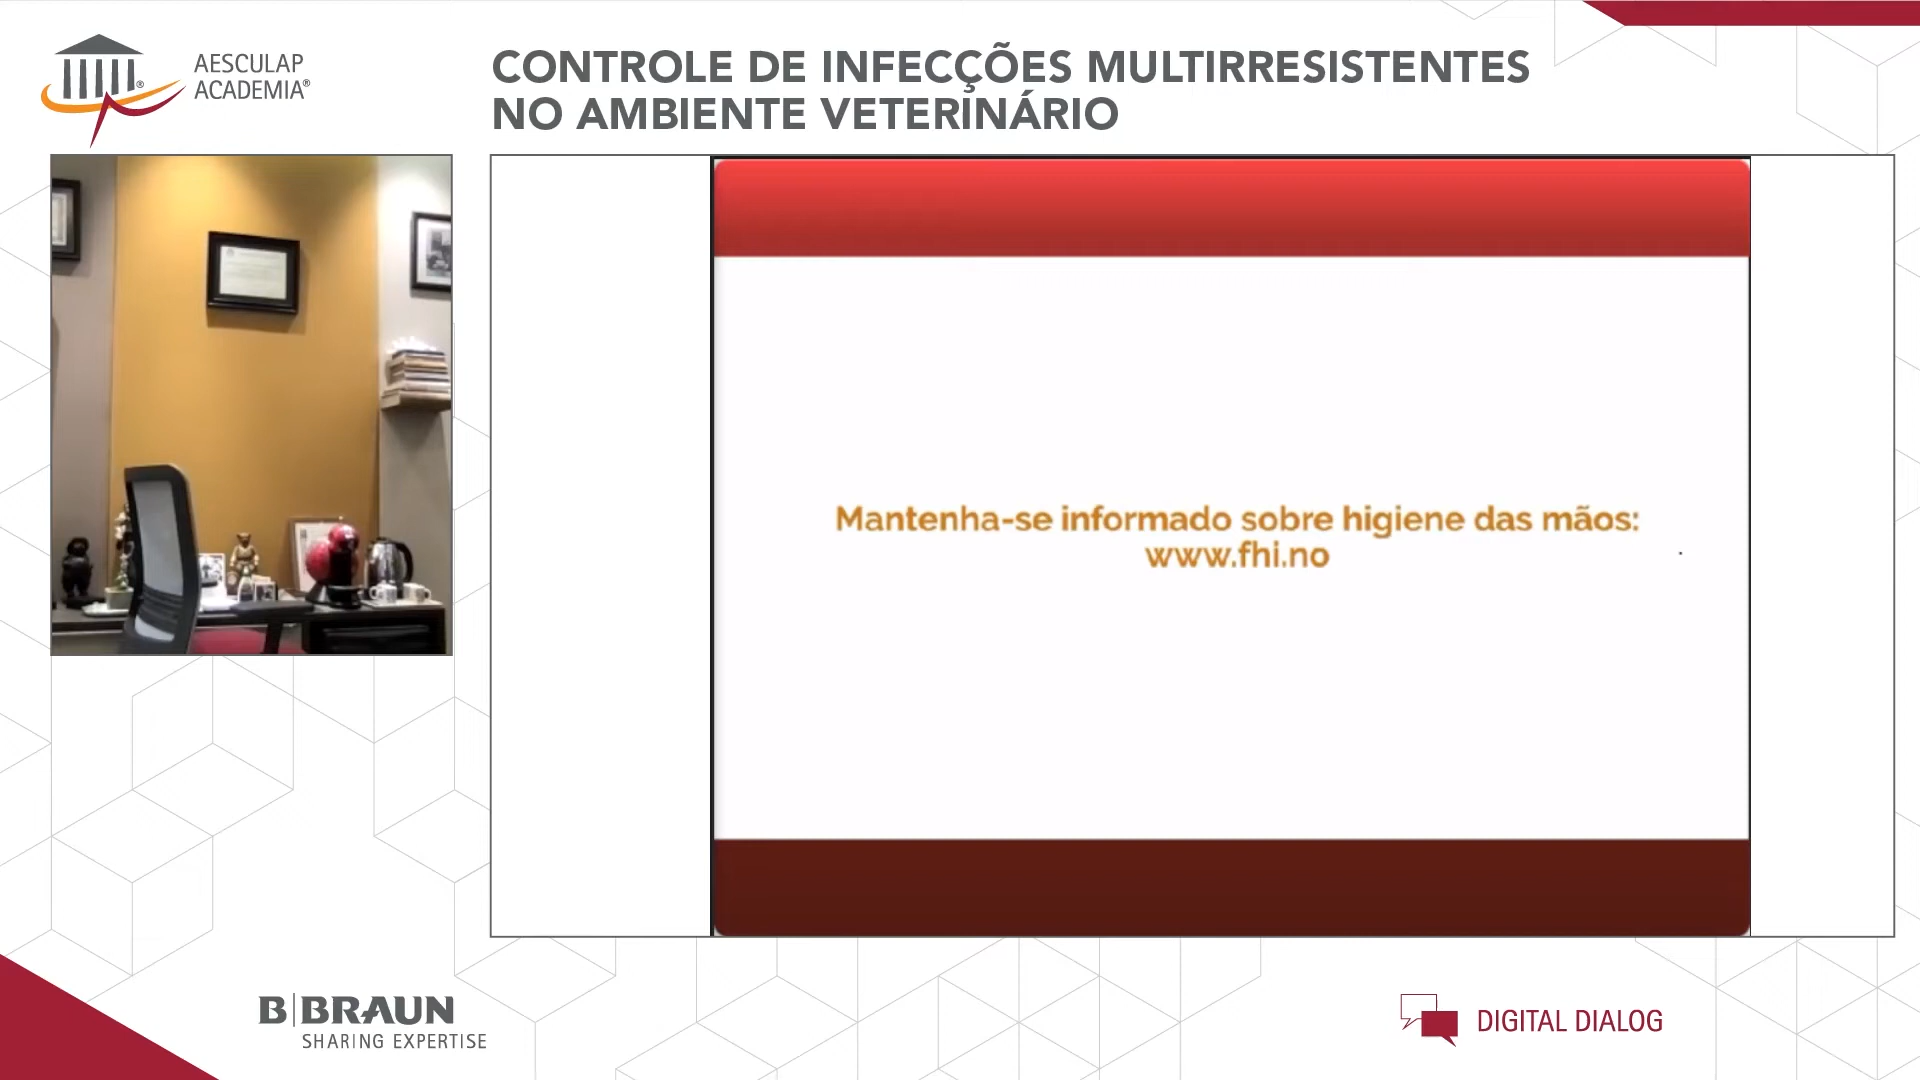 AESCULAP
ACADEMIA®
CONTROLE DE INFECÇÕES MULTIRRESISTENTES
NO AMBIENTE VETERINÁRIO
Mantenha-se informado sobre higiene das mãos:
www.fhi.no
B|BRAUN
SHARING EXPERTISE
DIGITAL DIALOG